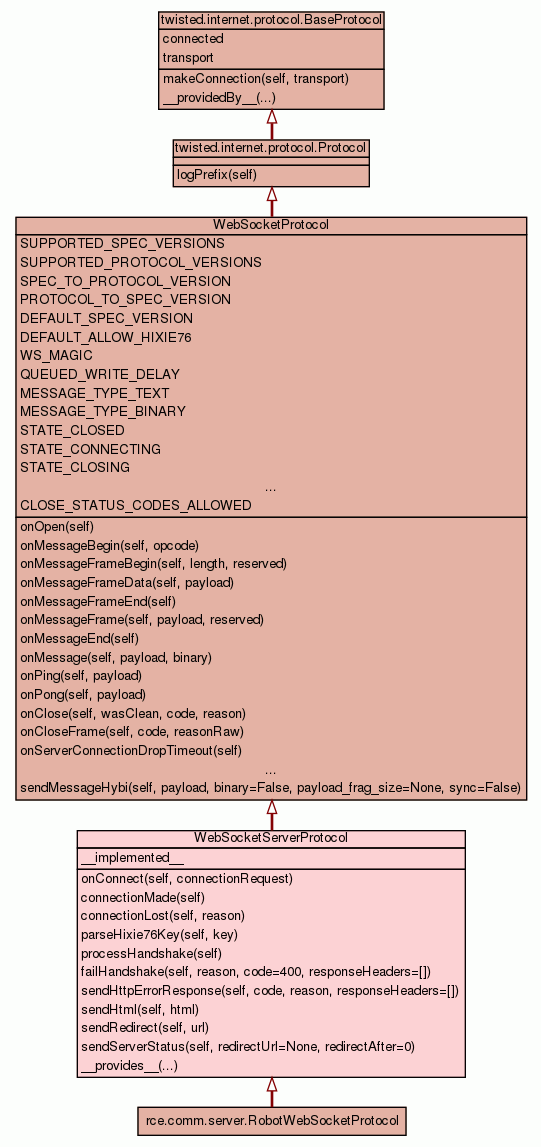 twisted.internet.protocol.BaseProtocol
connected
transport
makeConnection(self, transport)
__providedBy__(...)
twisted.internet.protocol.Protocol
logPrefix(self)
WebSocketProtocol
SUPPORTED_SPEC_VERSIONS
SUPPORTED_PROTOCOL_VERSIONS
SPEC_TO_PROTOCOL_VERSION
PROTOCOL_TO_SPEC_VERSION
DEFAULT_SPEC_VERSION
DEFAULT_ALLOW_HIXIE76
WS_MAGIC
QUEUED_WRITE_DELAY
MESSAGE_TYPE_TEXT
MESSAGE_TYPE_BINARY
STATE_CLOSED
STATE_CONNECTING
STATE_CLOSING
...
CLOSE_STATUS_CODES_ALLOWED
onOpen(self)
onMessageBegin(self, opcode)
onMessageFrameBegin(self, length, reserved)
onMessageFrameData(self, payload)
onMessageFrameEnd(self)
onMessageFrame(self, payload, reserved)
onMessageEnd(self)
onMessage(self, payload, binary)
onPing(self, payload)
onPong(self, payload)
onClose(self, wasClean, code, reason)
onCloseFrame(self, code, reasonRaw)
onServerConnectionDropTimeout(self)
...
sendMessageHybi(self, payload, binary=False, payload_frag_size=None, sync=False)
WebSocketServerProtocol
__implemented__
onConnect(self, connectionRequest)
connectionMade(self)
connectionLost(self, reason)
parseHixie76Key(self, key)
processHandshake(self)
failHandshake(self, reason, code=400, responseHeaders=[])
sendHttpErrorResponse(self, code, reason, responseHeaders=[])
sendHtml(self, html)
sendRedirect(self, url)
sendServerStatus(self, redirectUrl=None, redirectAfter=0)
__provides__(...)
rce.comm.server.RobotWebSocketProtocol